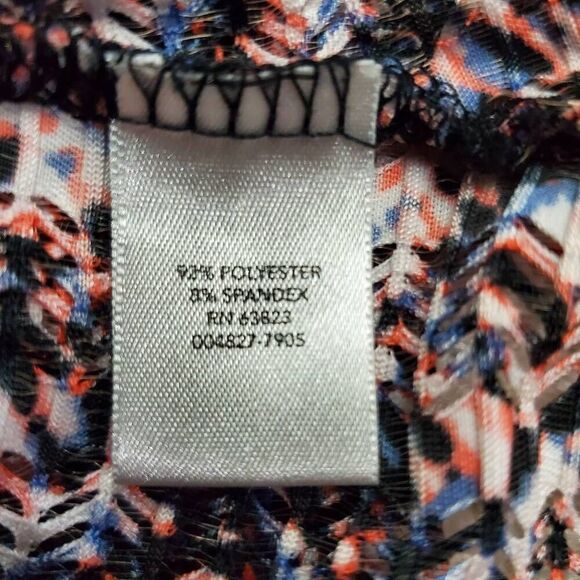 92% POLYESTER
8% SPANDEX
RN 63823
004827-7905